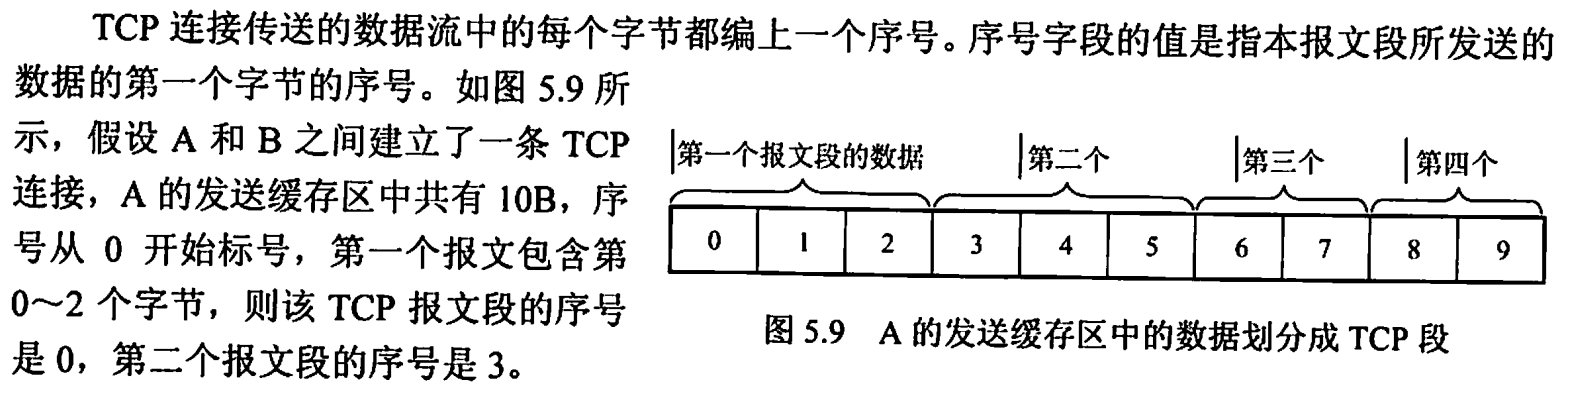 TCP 连接传送的数据流中的每个字节都编上一个序号。序号字段的值是指本报文段所发送的
数据的第一个字节的序号。如图 5.9 所
示，假设 A 和 B 之间建立了一条 TCP
连接，A 的发送缓存区中共有 10B，序
号从 0 开始标号，第一个报文包含第
0～2 个字节，则该 TCP 报文段的序号
是 0，第二个报文段的序号是 3。
第一个报文段的数据 第二个 第三个 第四个
0 1 2 3 4 5 6 7 8 9
图 5.9 A 的发送缓存区中的数据划分成 TCP 段